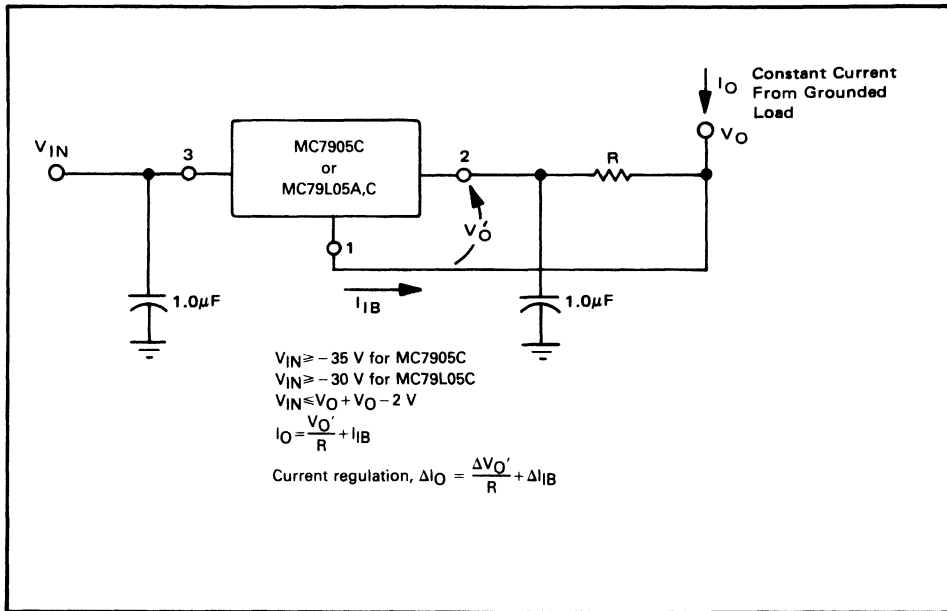 I_O Constant Current
From Grounded
Load
V_O
V_IN
3
MC7905C
or
MC79L05A,C
2
R
V_O′
1
I_IB
1.0μF
1.0μF
V_IN ≥ −35 V for MC7905C
V_IN ≥ −30 V for MC79L05C
V_IN ≤ V_O + V_O − 2 V
I_O = V_O′/R + I_IB
Current regulation, ΔI_O = ΔV_O′/R + ΔI_IB